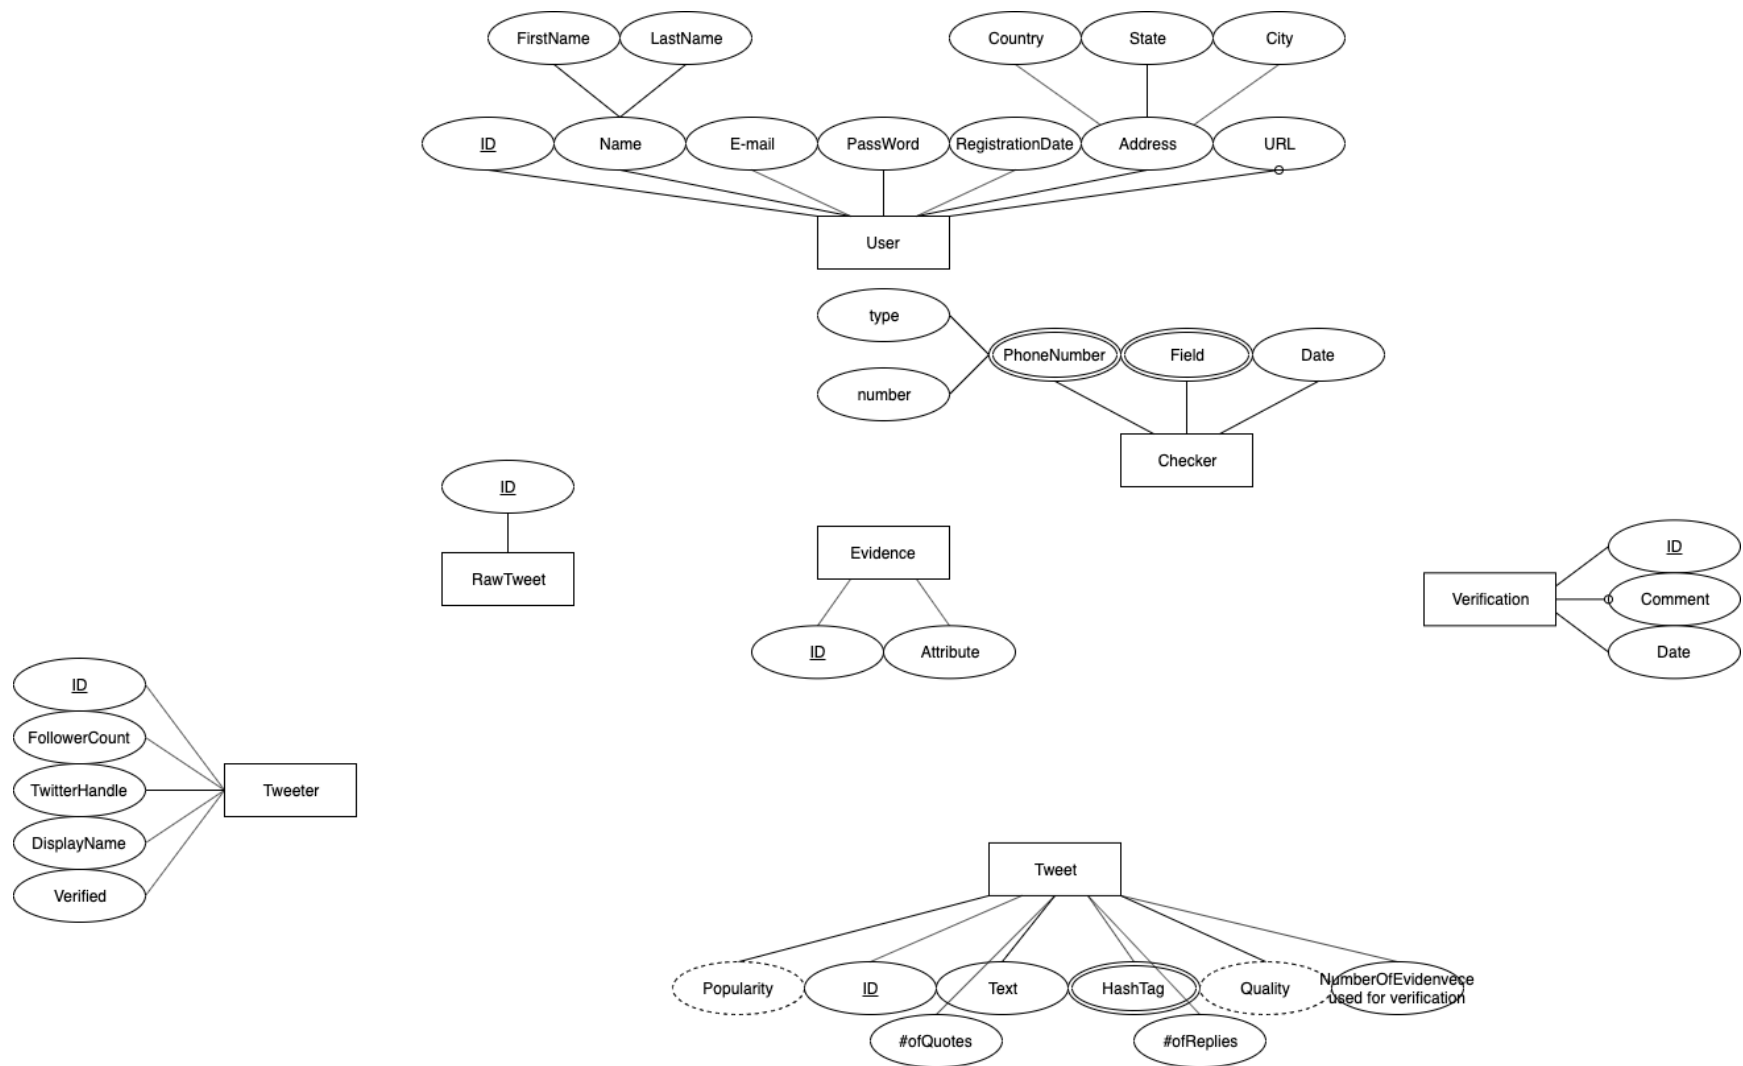 FirstName
LastName
Country
State
City
ID
Name
E-mail
PassWord
RegistrationDate
Address
URL
User
type
PhoneNumber
Field
Date
number
Checker
ID
RawTweet
Evidence
ID
Attribute
ID
Verification
Comment
Date
ID
FollowerCount
TwitterHandle
Tweeter
DisplayName
Verified
Tweet
Popularity
ID
Text
HashTag
Quality
NumberOfEvidenvece
used for verification
#ofQuotes
#ofReplies